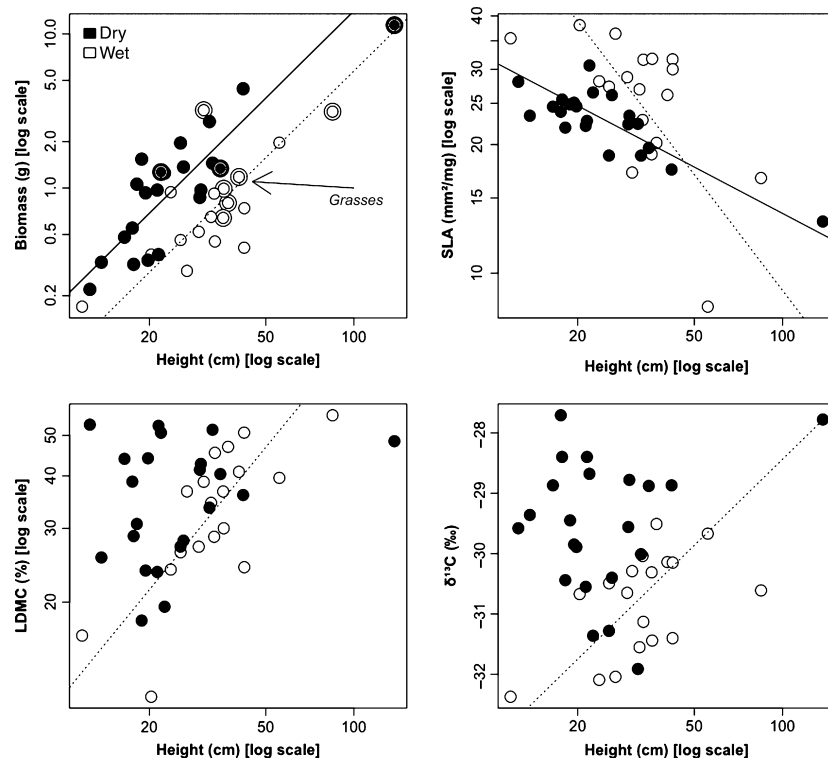 Dry
Wet
Grasses
Biomass (g) [log scale]
0.2 0.5 1.0 2.0 5.0 10.0
20 50 100
Height (cm) [log scale]
SLA (mm²/mg) [log scale]
10 15 20 25 30 40
20 50 100
Height (cm) [log scale]
LDMC (%) [log scale]
20 30 40 50
20 50 100
Height (cm) [log scale]
δ¹³C (‰)
-32 -31 -30 -29 -28
20 50 100
Height (cm) [log scale]